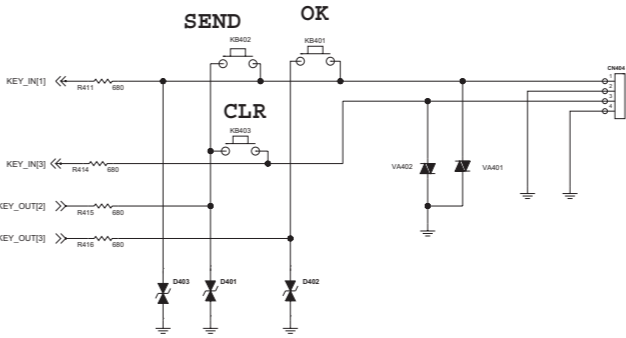 SEND OK
KB402 KB401
CN404
KEY_IN[1] R411 680
1
2
3
4
CLR
KB403
KEY_IN[3] R414 680
VA402 VA401
KEY_OUT[2] R415 680
KEY_OUT[3] R416 680
D403 D401 D402